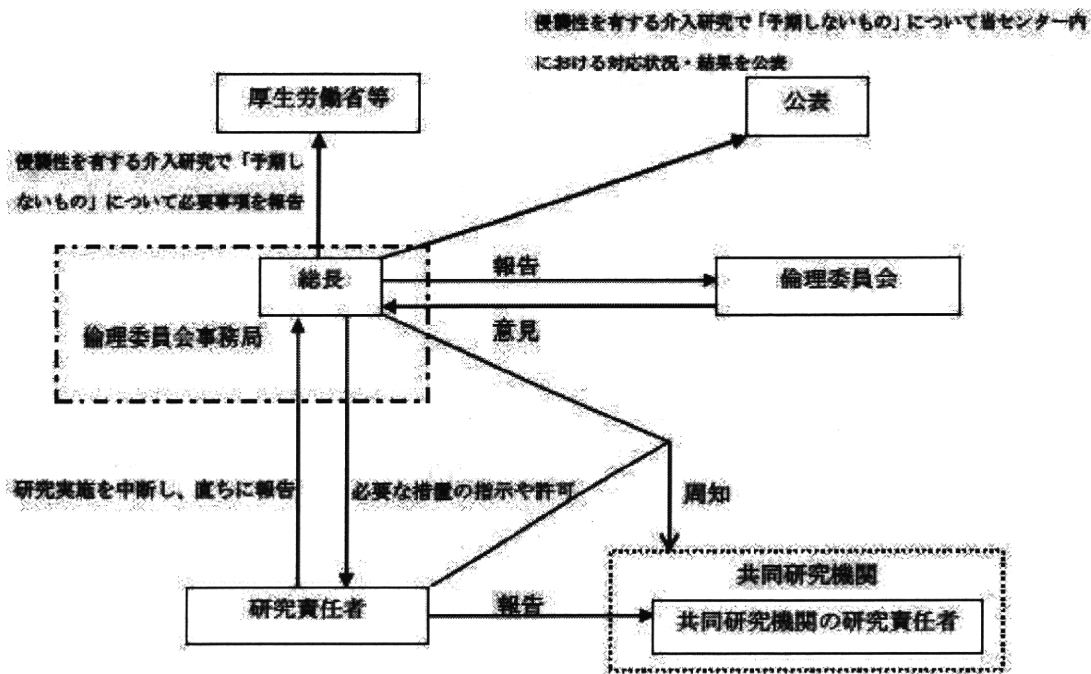 侵襲性を有する介入研究で「予期しないもの」について当センター内
における対応状況・結果を公表
厚生労働省等
公表
侵襲性を有する介入研究で「予期し
ないもの」について必要事項を報告
総長
報告
倫理委員会
意見
倫理委員会事務局
研究実施を中断し、直ちに報告
必要な措置の指示や許可
周知
共同研究機関
研究責任者
報告
共同研究機関の研究責任者